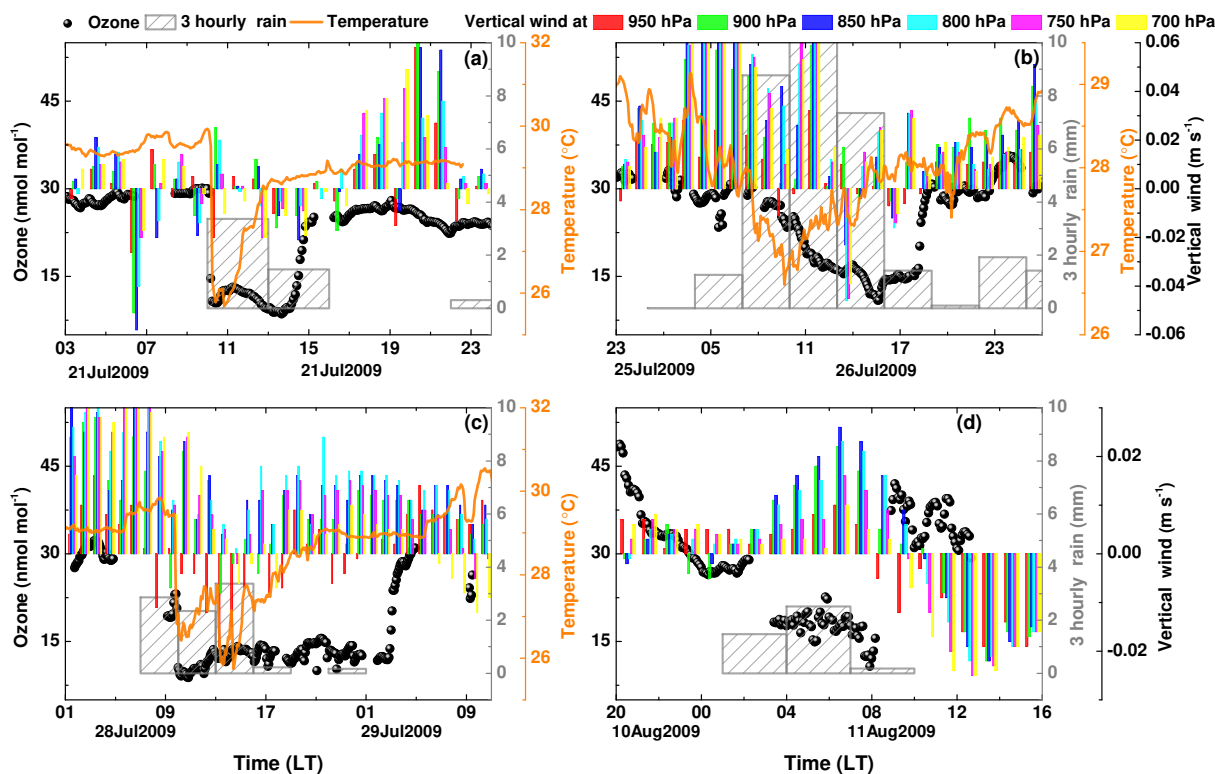 Ozone 3 hourly rain Temperature Vertical wind at 950 hPa 900 hPa 850 hPa 800 hPa 750 hPa 700 hPa
(a)
Ozone (nmol mol⁻¹)
45
30
15
10
8
6
4
2
0
32
30
28
26
Temperature (°C)
03 07 11 15 19 23
21Jul2009 21Jul2009
(b)
45
30
15
10
8
6
4
2
0
3 hourly rain (mm)
29
28
27
26
Temperature (°C)
0.06
0.04
0.02
0.00
-0.02
-0.04
-0.06
Vertical wind (m s⁻¹)
23 05 11 17 23
25Jul2009 26Jul2009
(c)
Ozone (nmol mol⁻¹)
45
30
15
10
8
6
4
2
0
32
30
28
26
Temperature (°C)
01 09 17 01 09
28Jul2009 29Jul2009
Time (LT)
(d)
45
30
15
10
8
6
4
2
0
3 hourly rain (mm)
0.02
0.00
-0.02
Vertical wind (m s⁻¹)
20 00 04 08 12 16
10Aug2009 11Aug2009
Time (LT)